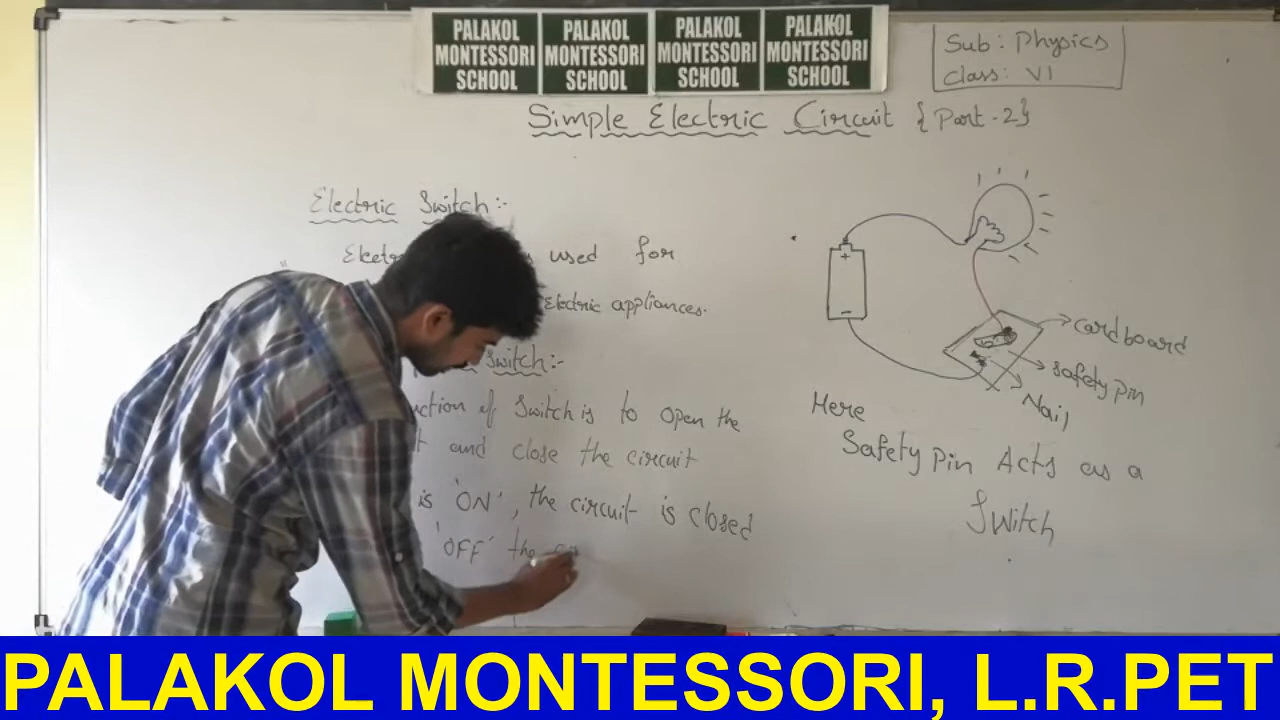 PALAKOL MONTESSORI SCHOOL
PALAKOL MONTESSORI SCHOOL
PALAKOL MONTESSORI SCHOOL
PALAKOL MONTESSORI SCHOOL
Sub: Physics
Class: VI
Simple Electric Circuit {Part-2}
Electric Switch:-
used for
Electric appliances.
Switch:-
of Switch is to open the
and close the circuit
is 'ON', the circuit is closed
'OFF' the
+
-
cardboard
safety pin
Nail
Here
Safety pin Acts as a
Switch
PALAKOL MONTESSORI, L.R.PET